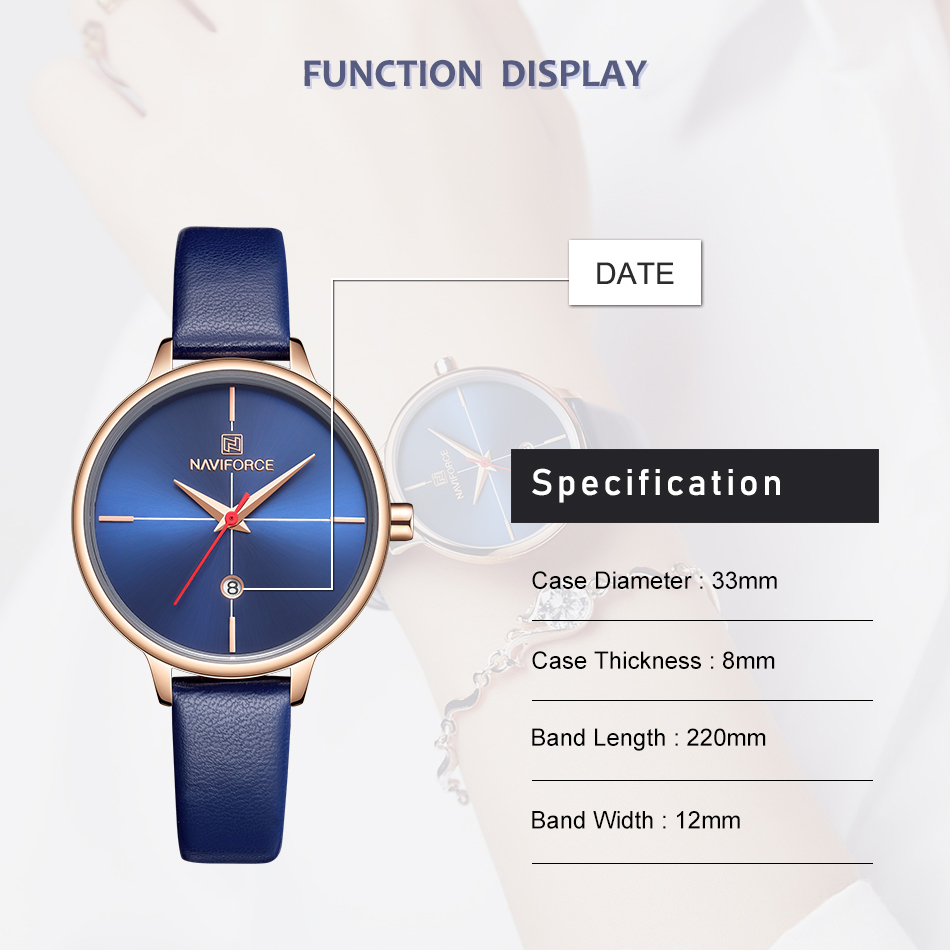 FUNCTION DISPLAY
DATE
NAVIFORCE
8
NAVIFORCE
Specification
Case Diameter : 33mm
Case Thickness : 8mm
Band Length : 220mm
Band Width : 12mm